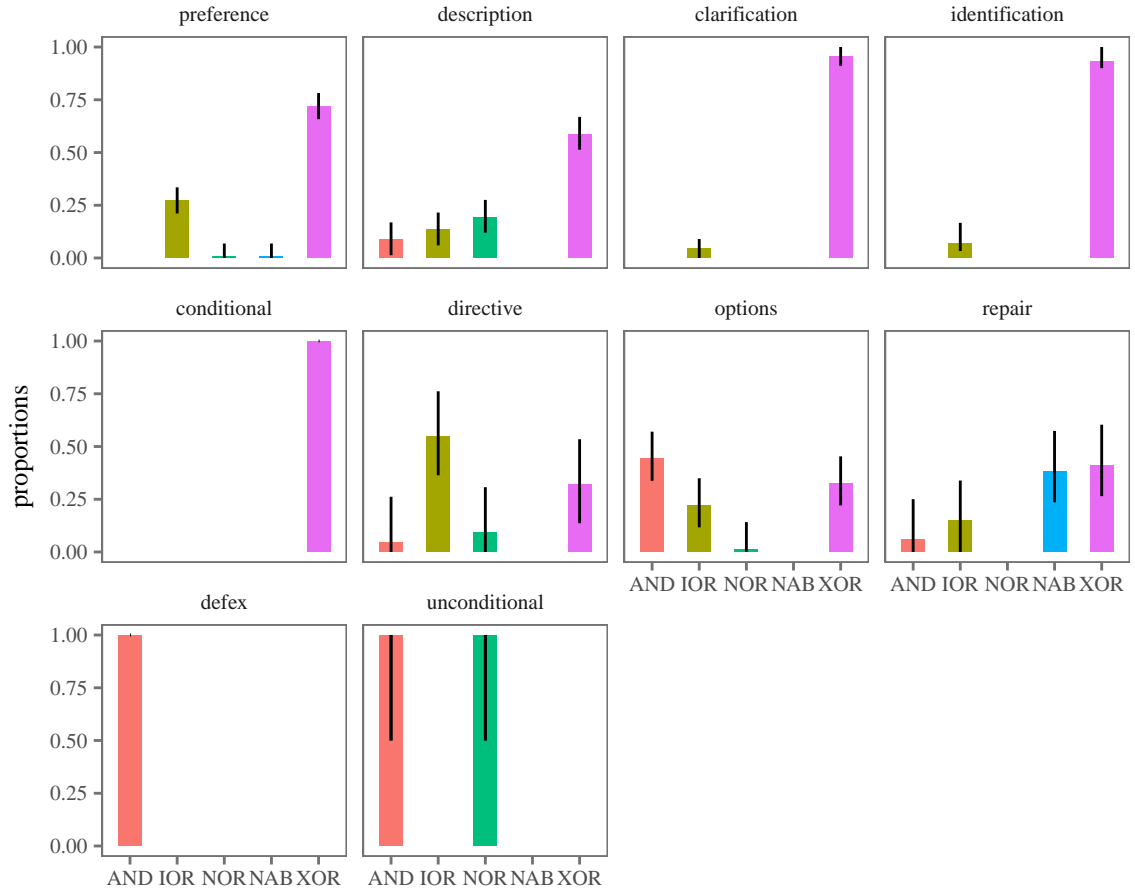 preference description clarification identification
1.00
0.75
0.50
0.25
0.00
conditional directive options repair
1.00
0.75
0.50
0.25
0.00
proportions
AND IOR NOR NAB XOR AND IOR NOR NAB XOR
defex unconditional
1.00
0.75
0.50
0.25
0.00
AND IOR NOR NAB XOR AND IOR NOR NAB XOR